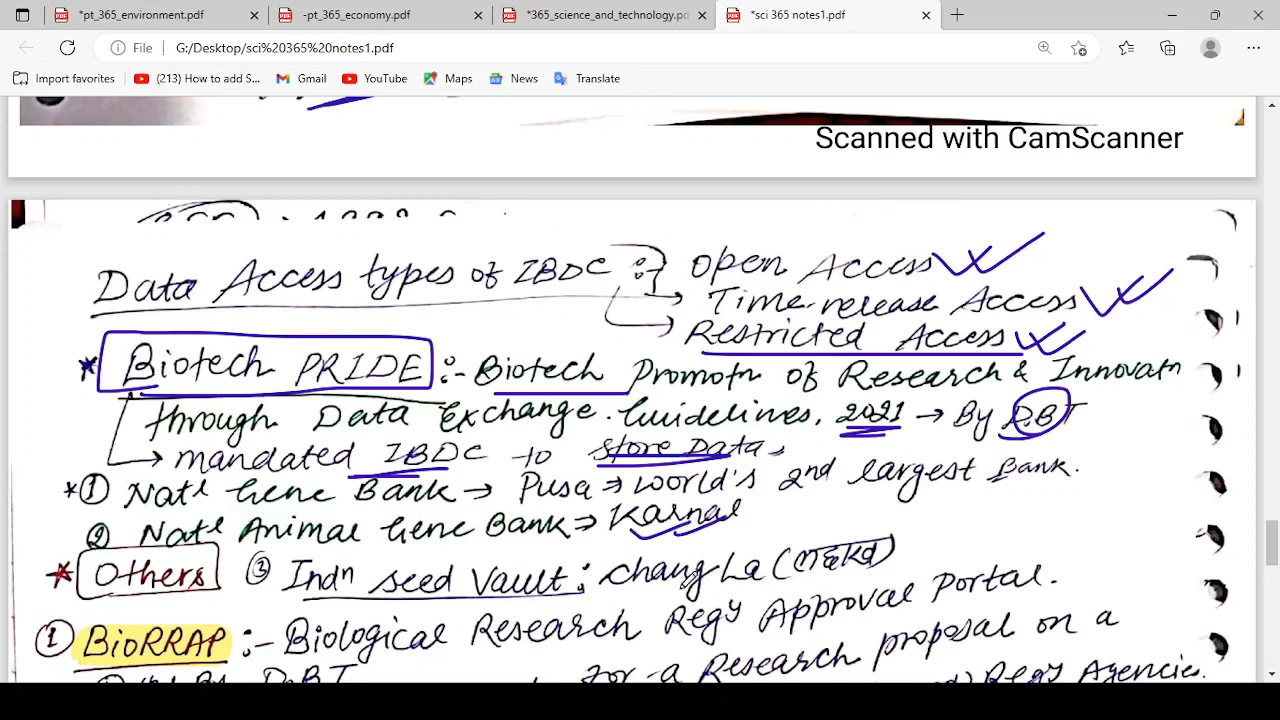 *pt_365_environment.pdf
-pt_365_economy.pdf
*365_science_and_technology.pd
*sci 365 notes1.pdf
File G:/Desktop/sci%20365%20notes1.pdf
Import favorites
(213) How to add S...
Gmail
YouTube
Maps
News
Translate
Scanned with CamScanner
Data Access types of IBDC :- Open Access
Time release Access
Restricted Access
* Biotech PRIDE :- Biotech Promotn of Research & Innovatn
through Data Exchange Guidelines, 2021 → By DBT
→ mandated IBDC to store Data,
* ① Natl Gene Bank → Pusa → World's 2nd largest Bank.
② Natl Animal Gene Bank ⇒ Karnal
* Others ③ Indn seed Vault : Chang La
① BioRRAP :- Biological Research Regy Approval Portal.
For a Research proposal on a
Regy Agencies.